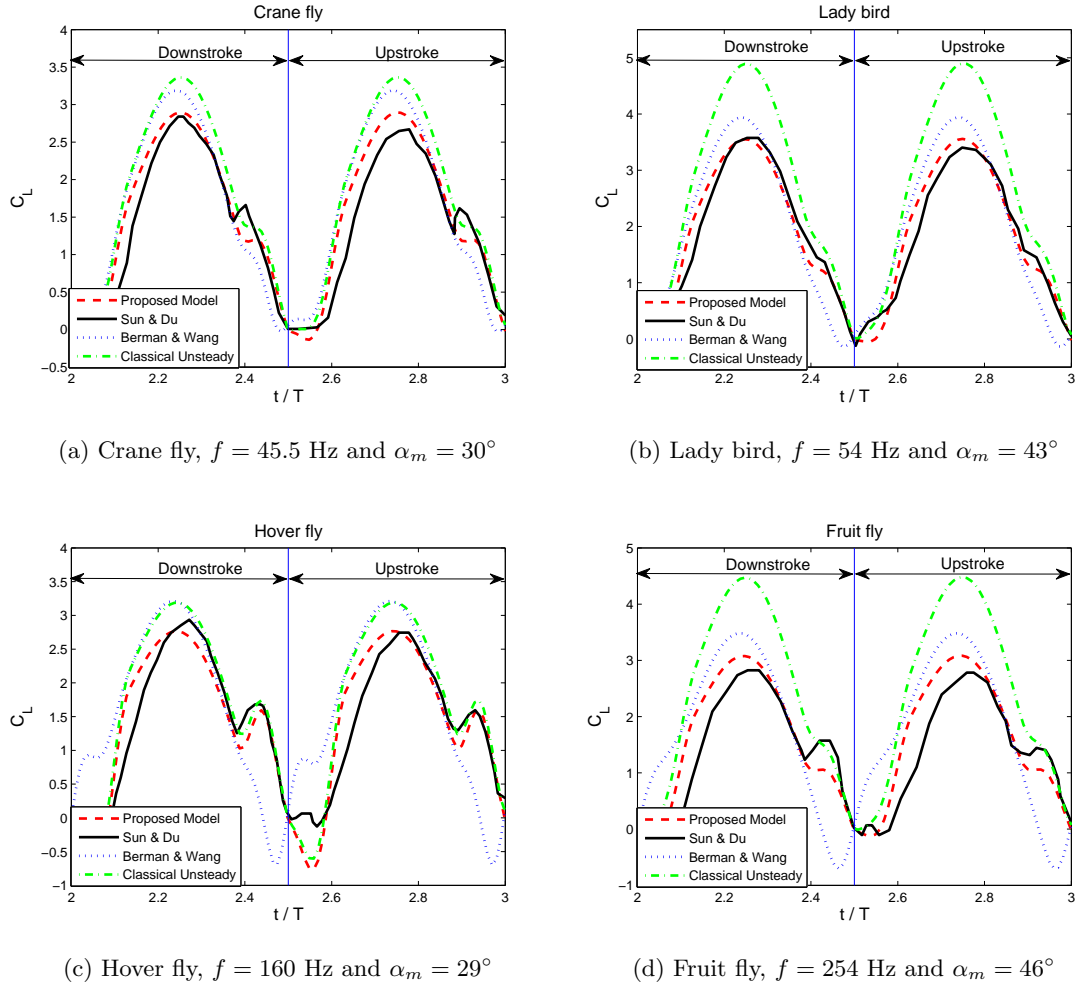 Crane fly
Downstroke
Upstroke
C_L
4
3.5
3
2.5
2
1.5
1
0.5
0
−0.5
Proposed Model
Sun & Du
Berman & Wang
Classical Unsteady
2
2.2
2.4
2.6
2.8
3
t / T
(a) Crane fly, f = 45.5 Hz and α_m = 30°
Lady bird
Downstroke
Upstroke
C_L
5
4
3
2
1
0
Proposed Model
Sun & Du
Berman & Wang
Classical Unsteady
2
2.2
2.4
2.6
2.8
3
t / T
(b) Lady bird, f = 54 Hz and α_m = 43°
Hover fly
Downstroke
Upstroke
C_L
4
3.5
3
2.5
2
1.5
1
0.5
0
−0.5
−1
Proposed Model
Sun & Du
Berman & Wang
Classical Unsteady
2
2.2
2.4
2.6
2.8
3
t / T
(c) Hover fly, f = 160 Hz and α_m = 29°
Fruit fly
Downstroke
Upstroke
C_L
5
4
3
2
1
0
−1
Proposed Model
Sun & Du
Berman & Wang
Classical Unsteady
2
2.2
2.4
2.6
2.8
3
t / T
(d) Fruit fly, f = 254 Hz and α_m = 46°